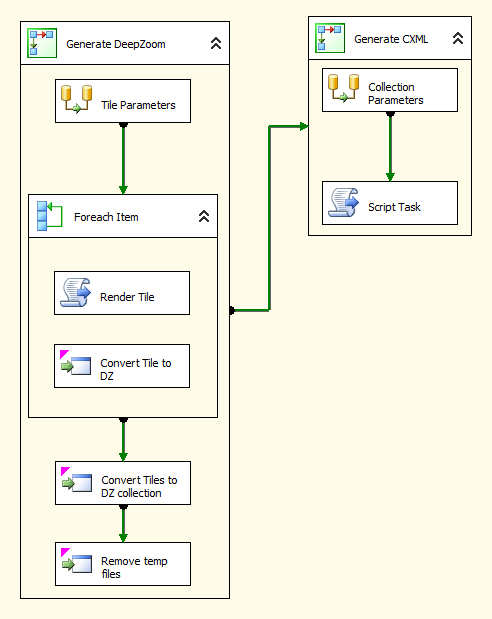 Generate DeepZoom
Tile Parameters
Foreach Item
Render Tile
Convert Tile to
DZ
Convert Tiles to
DZ collection
Remove temp
files
Generate CXML
Collection
Parameters
Script Task